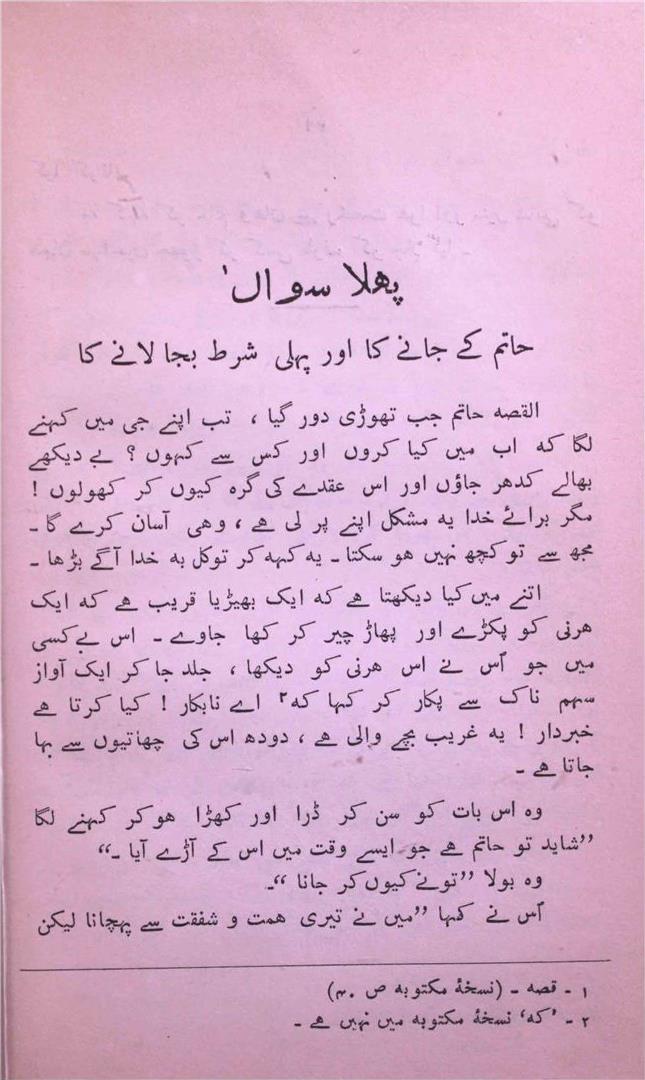 پہلا سوال ۱
حاتم کے جانے کا اور پہلی شرط بجا لانے کا
القصہ حاتم جب تھوڑی دور گیا ، تب اپنے جی میں کہنے
لگا کہ اب میں کیا کروں اور کس سے کہوں ؟ بے دیکھے
بھالے کدھر جاؤں اور اس عقدے کی گرہ کیوں کر کھولوں !
مگر برائے خدا یہ مشکل اپنے پر لی ہے ، وہی آسان کرے گا ۔
مجھ سے تو کچھ نہیں ہو سکتا ۔ یہ کہہ کر توکل بہ خدا آگے بڑھا ۔
اتنے میں کیا دیکھتا ہے کہ ایک بھیڑیا قریب ہے کہ ایک
ہرنی کو پکڑے اور پھاڑ چیر کر کھا جاوے ۔ اس بےکسی
میں جو اُس نے اس ہرنی کو دیکھا ، جلد جا کر ایک آواز
سہم ناک سے پکار کر کہا کہ۲ اے نابکار ! کیا کرتا ہے
خبردار ! یہ غریب بچے والی ہے ، دودھ اس کی چھاتیوں سے بہا
جاتا ہے ۔
وہ اس بات کو سن کر ڈرا اور کھڑا ہو کر کہنے لگا
”شاید تو حاتم ہے جو ایسے وقت میں اس کے آڑے آیا ۔“
وہ بولا ”تونے کیوں کر جانا “۔
اُس نے کہا ”میں نے تیری ہمت و شفقت سے پہچانا لیکن
۱ ۔ قصہ ۔ (نسخۂ مکتوبہ ص ۴۰)
۲ ۔ ’کہ‘ نسخۂ مکتوبہ میں نہیں ہے ۔